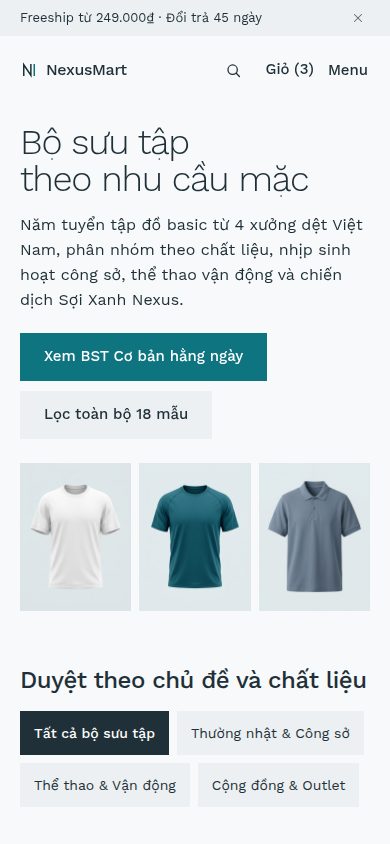 Freeship từ 249.000₫ · Đổi trả 45 ngày
NexusMart
Giỏ (3)
Menu
Bộ sưu tập
theo nhu cầu mặc
Năm tuyển tập đồ basic từ 4 xưởng dệt Việt
Nam, phân nhóm theo chất liệu, nhịp sinh
hoạt công sở, thể thao vận động và chiến
dịch Sợi Xanh Nexus.
Xem BST Cơ bản hằng ngày
Lọc toàn bộ 18 mẫu
Duyệt theo chủ đề và chất liệu
Tất cả bộ sưu tập
Thường nhật & Công sở
Thể thao & Vận động
Cộng đồng & Outlet